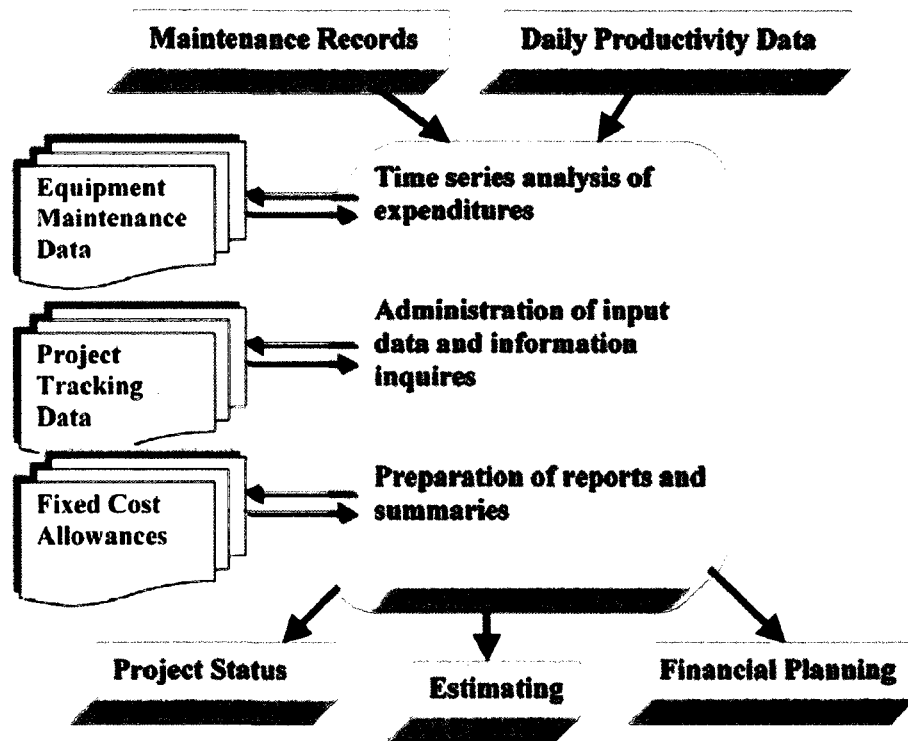 Maintenance Records
Daily Productivity Data
Equipment
Maintenance
Data
Time series analysis of
expenditures
Project
Tracking
Data
Administration of input
data and information
inquires
Fixed Cost
Allowances
Preparation of reports and
summaries
Project Status
Estimating
Financial Planning